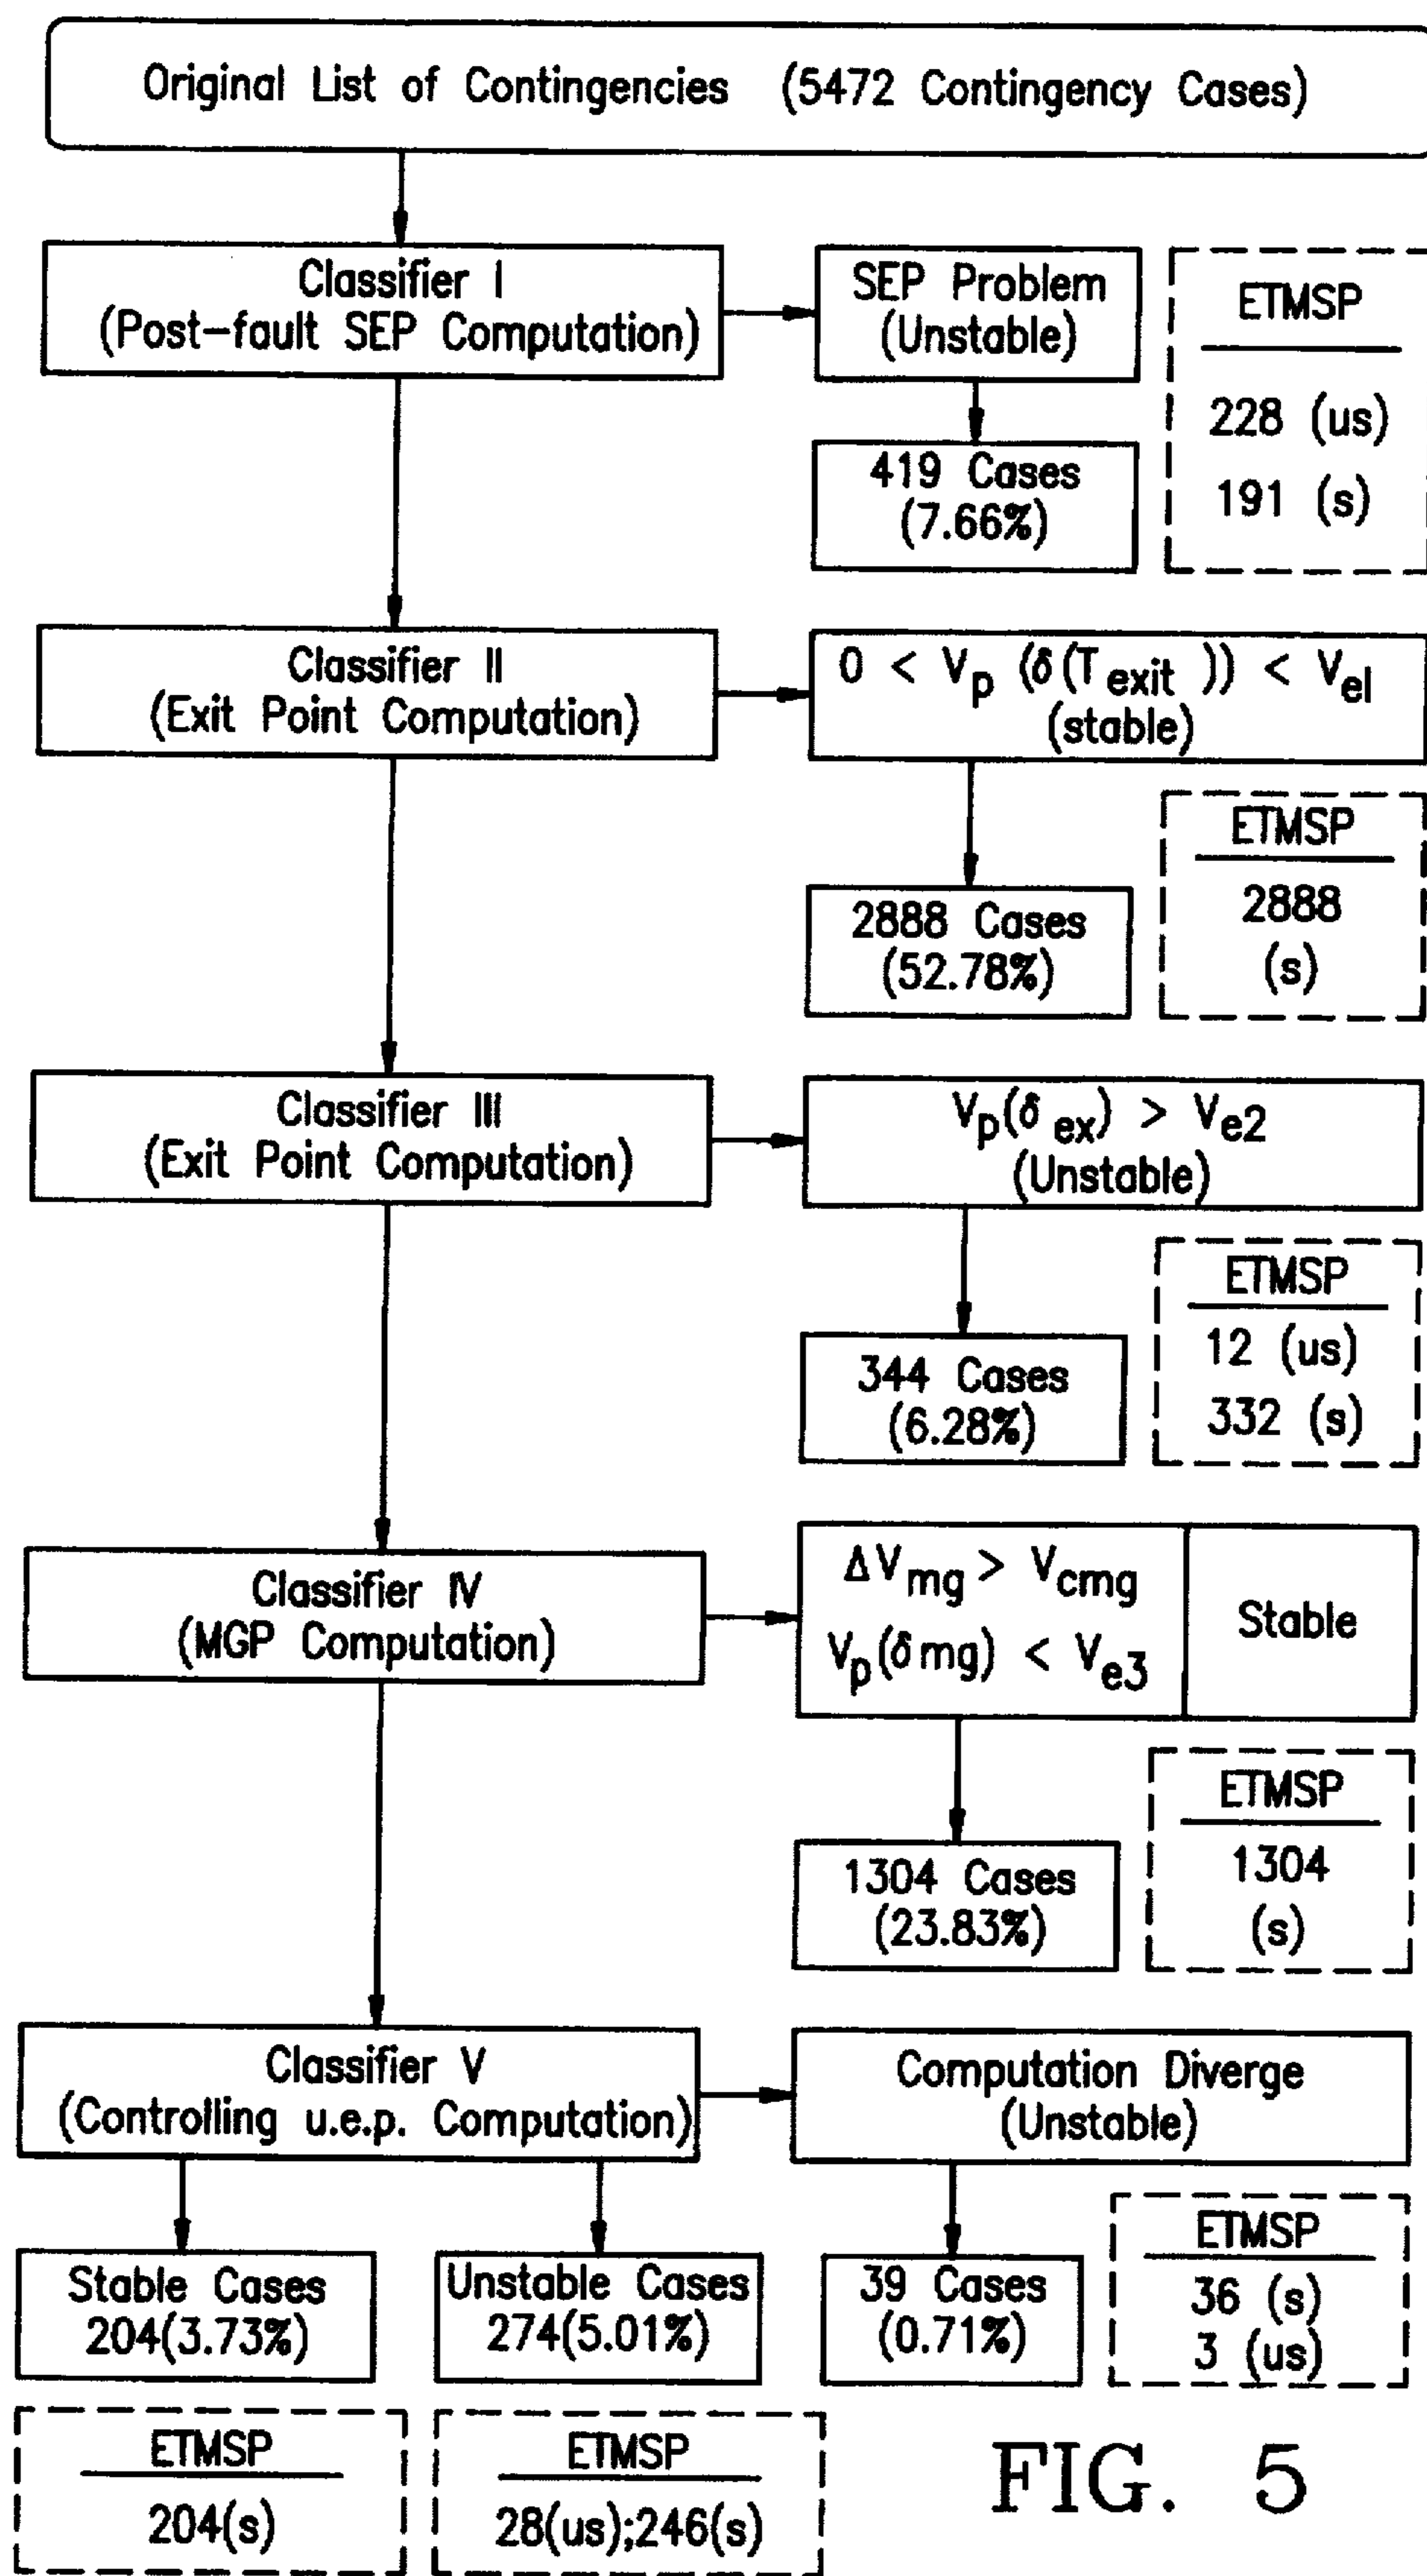 Original List of Contingencies (5472 Contingency Cases)
Classifier I
(Post-fault SEP Computation)
SEP Problem
(Unstable)
419 Cases
(7.66%)
ETMSP
228 (us)
191 (s)
Classifier II
(Exit Point Computation)
0 < Vp (δ(Texit )) < Vel
(stable)
2888 Cases
(52.78%)
ETMSP
2888
(s)
Classifier III
(Exit Point Computation)
Vp(δ ex) > Ve2
(Unstable)
344 Cases
(6.28%)
ETMSP
12 (us)
332 (s)
Classifier IV
(MGP Computation)
ΔVmg > Vcmg
Vp(δmg) < Ve3
Stable
1304 Cases
(23.83%)
ETMSP
1304
(s)
Classifier V
(Controlling u.e.p. Computation)
Computation Diverge
(Unstable)
Stable Cases
204(3.73%)
Unstable Cases
274(5.01%)
39 Cases
(0.71%)
ETMSP
36 (s)
3 (us)
ETMSP
204(s)
ETMSP
28(us);246(s)
FIG. 5